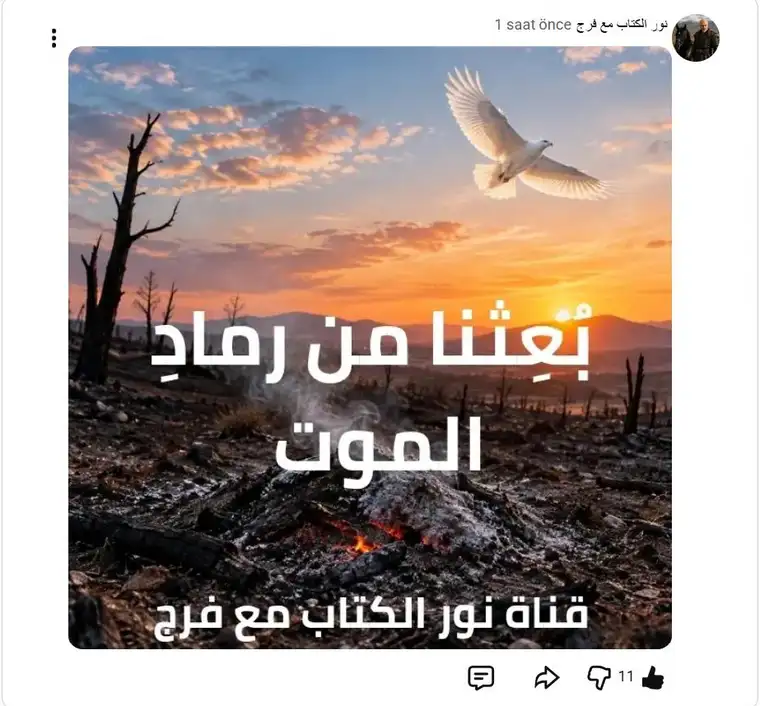 نور الكتاب مع فرج 1 saat önce
بُعِثنا من رمادِ
الموت
قناة نور الكتاب مع فرج
11